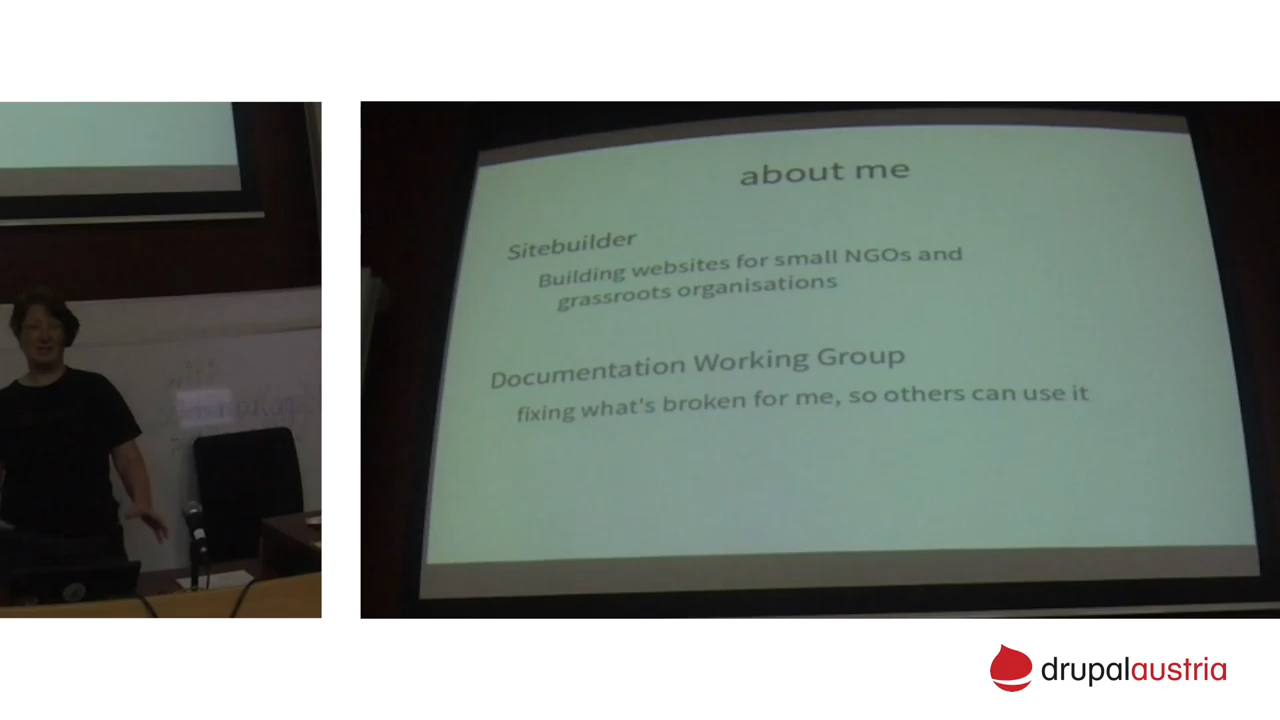 about me
Sitebuilder
Building websites for small NGOs and
grassroots organisations
Documentation Working Group
fixing what's broken for me, so others can use it
drupalaustria